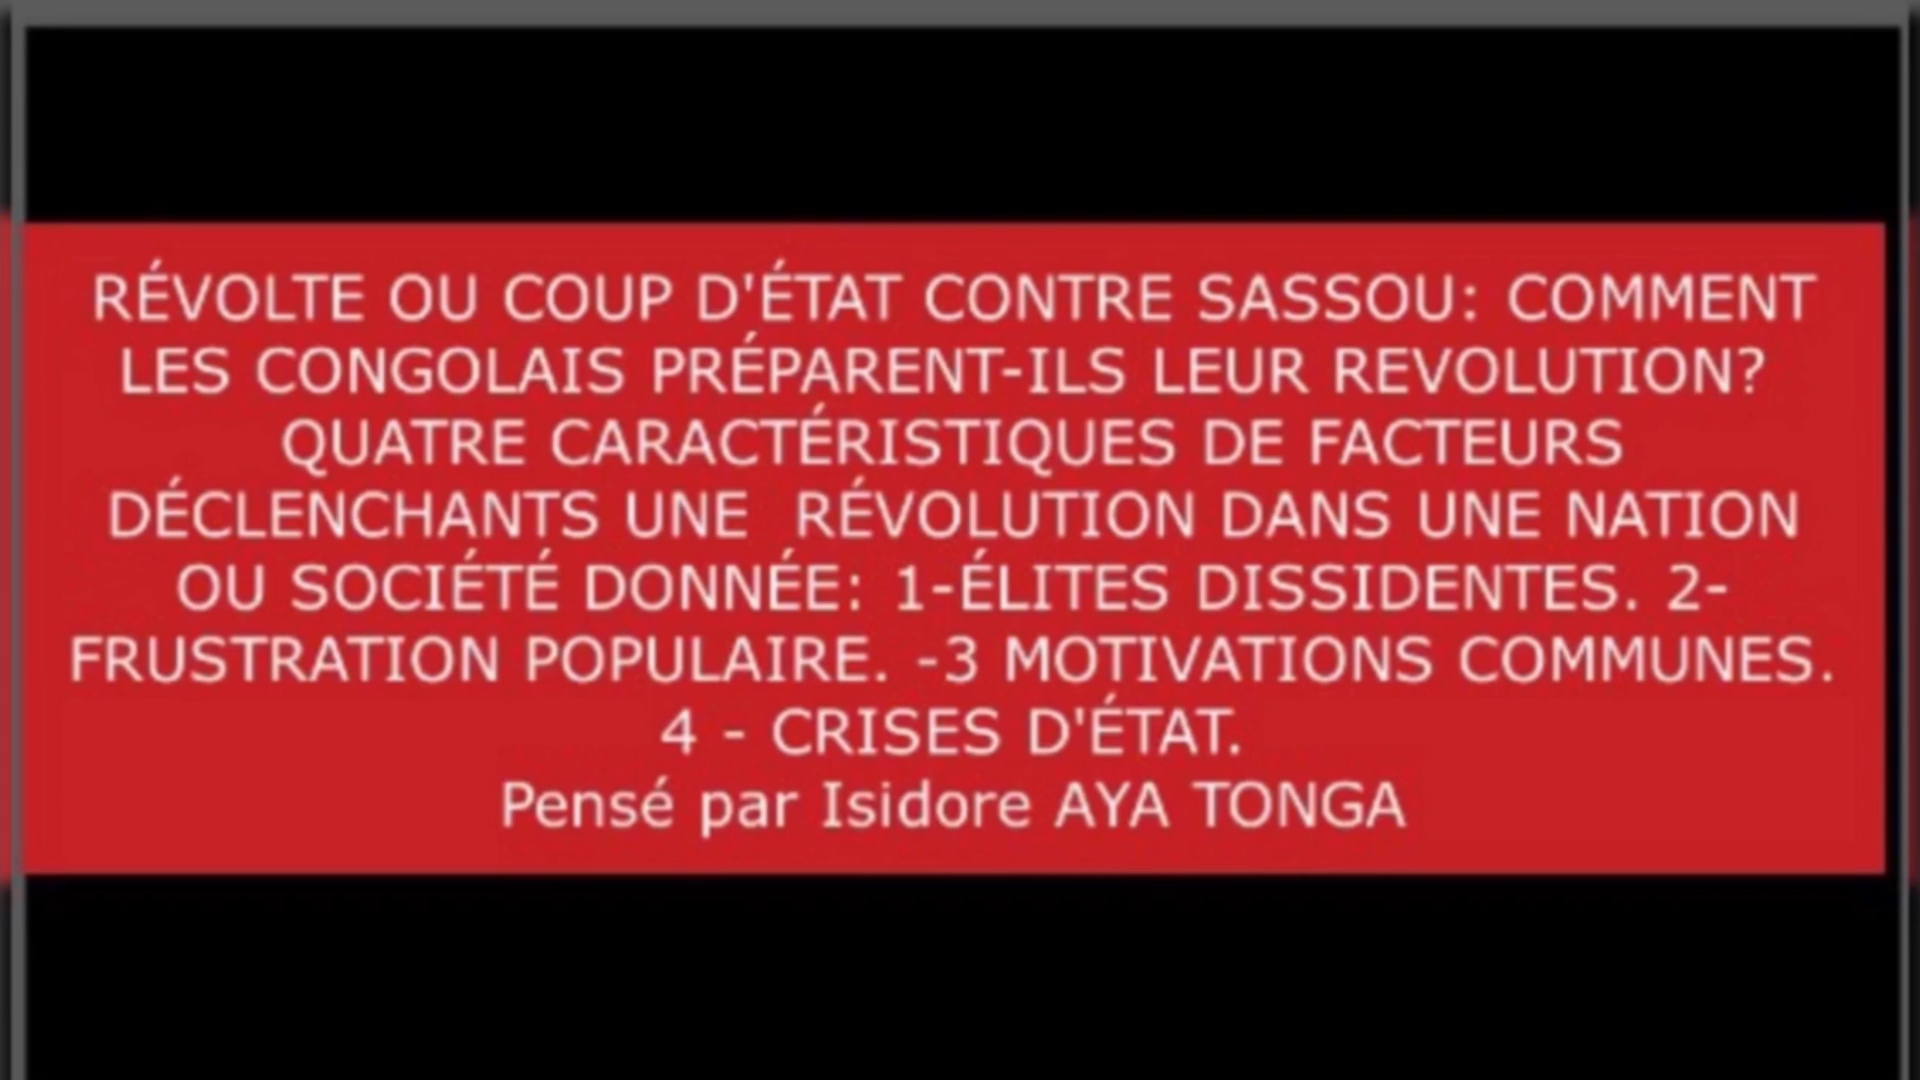 RÉVOLTE OU COUP D'ÉTAT CONTRE SASSOU: COMMENT
LES CONGOLAIS PRÉPARENT-ILS LEUR REVOLUTION?
QUATRE CARACTÉRISTIQUES DE FACTEURS
DÉCLENCHANTS UNE  RÉVOLUTION DANS UNE NATION
OU SOCIÉTÉ DONNÉE: 1-ÉLITES DISSIDENTES. 2-
FRUSTRATION POPULAIRE. -3 MOTIVATIONS COMMUNES.
4 - CRISES D'ÉTAT.
Pensé par Isidore AYA TONGA